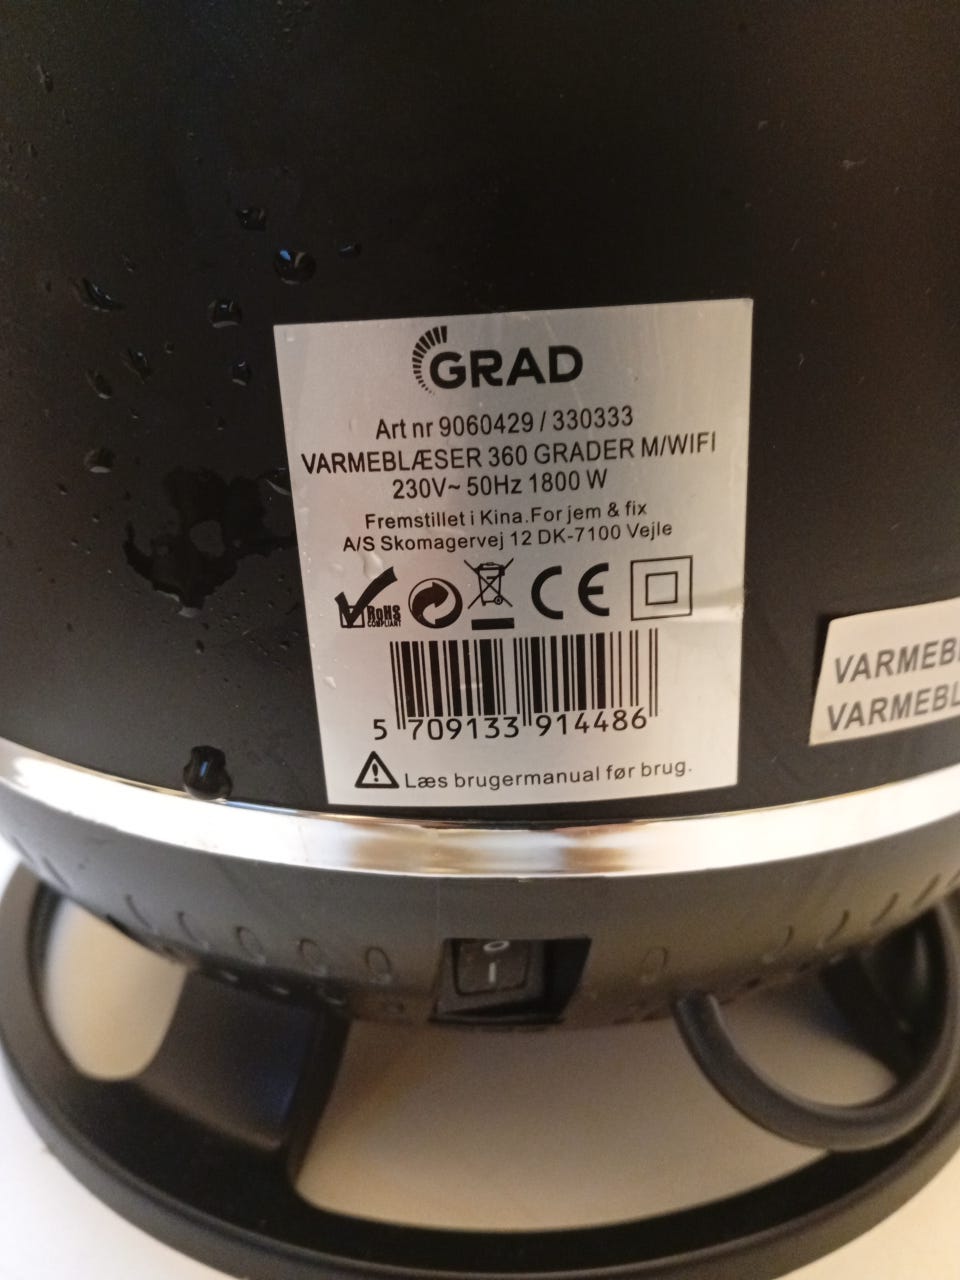 GRAD
Art nr 9060429 / 330333
VARMEBLÆSER 360 GRADER M/WIFI
230V~ 50Hz 1800 W
Fremstillet i Kina.For jem & fix
A/S Skomagervej 12 DK-7100 Vejle
RoHS
COMPLIANT
CE
5 709133 914486
Læs brugermanual før brug.
VARMEBL
VARMEBL